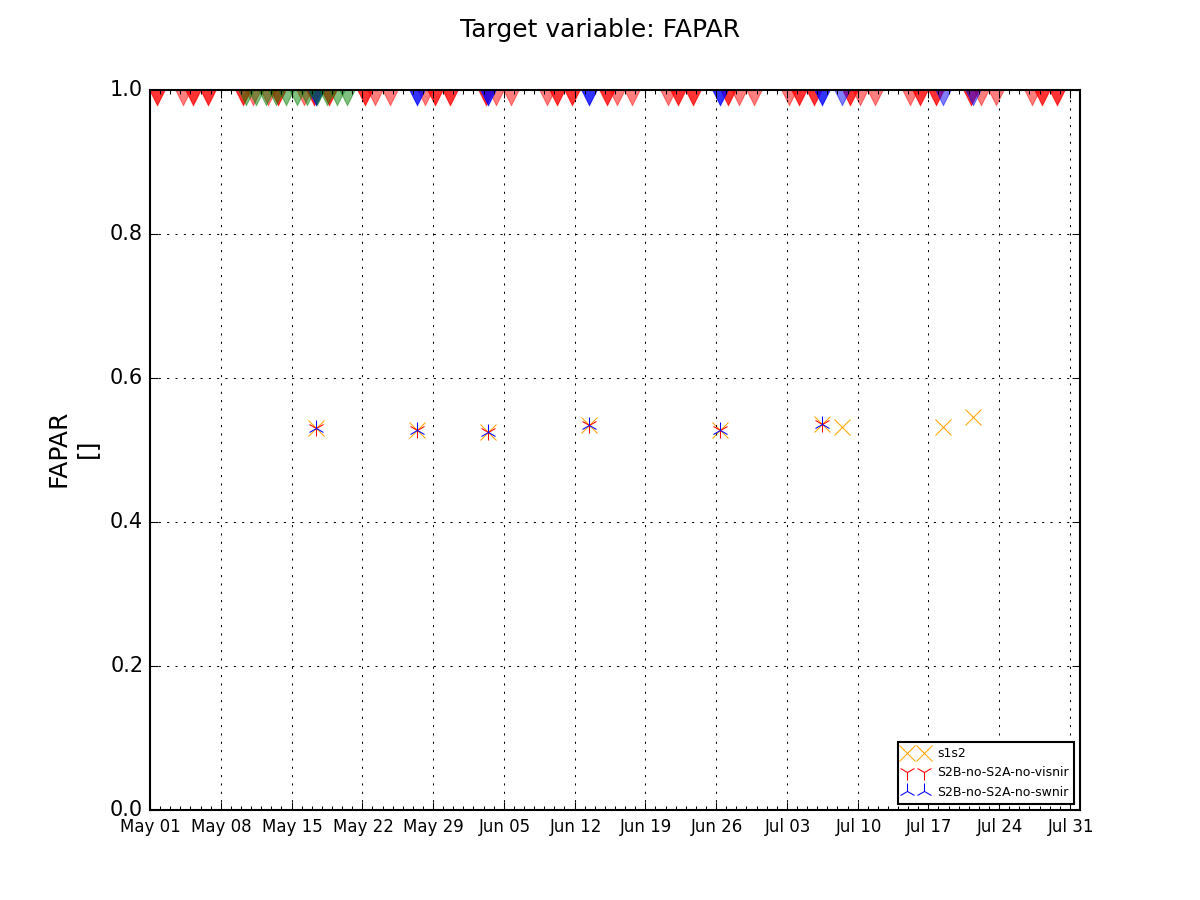 Target variable: FAPAR
1.0
0.8
0.6
0.4
0.2
0.0
FAPAR
[]
May 01 May 08 May 15 May 22 May 29 Jun 05 Jun 12 Jun 19 Jun 26 Jul 03 Jul 10 Jul 17 Jul 24 Jul 31
s1s2
S2B-no-S2A-no-visnir
S2B-no-S2A-no-swnir